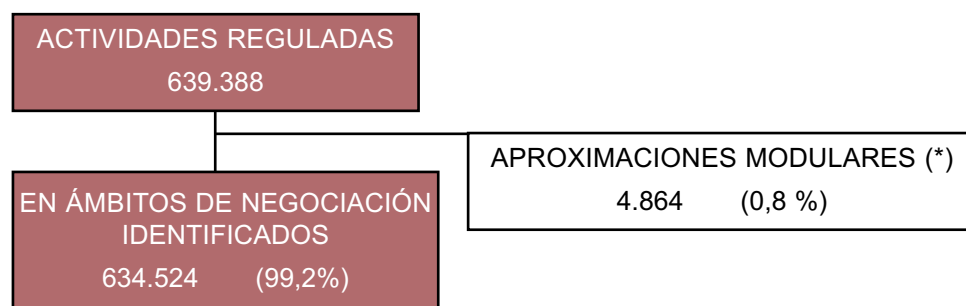 ACTIVIDADES REGULADAS
639.388
APROXIMACIONES MODULARES (*)
4.864 (0,8 %)
EN ÁMBITOS DE NEGOCIACIÓN
IDENTIFICADOS
634.524 (99,2%)